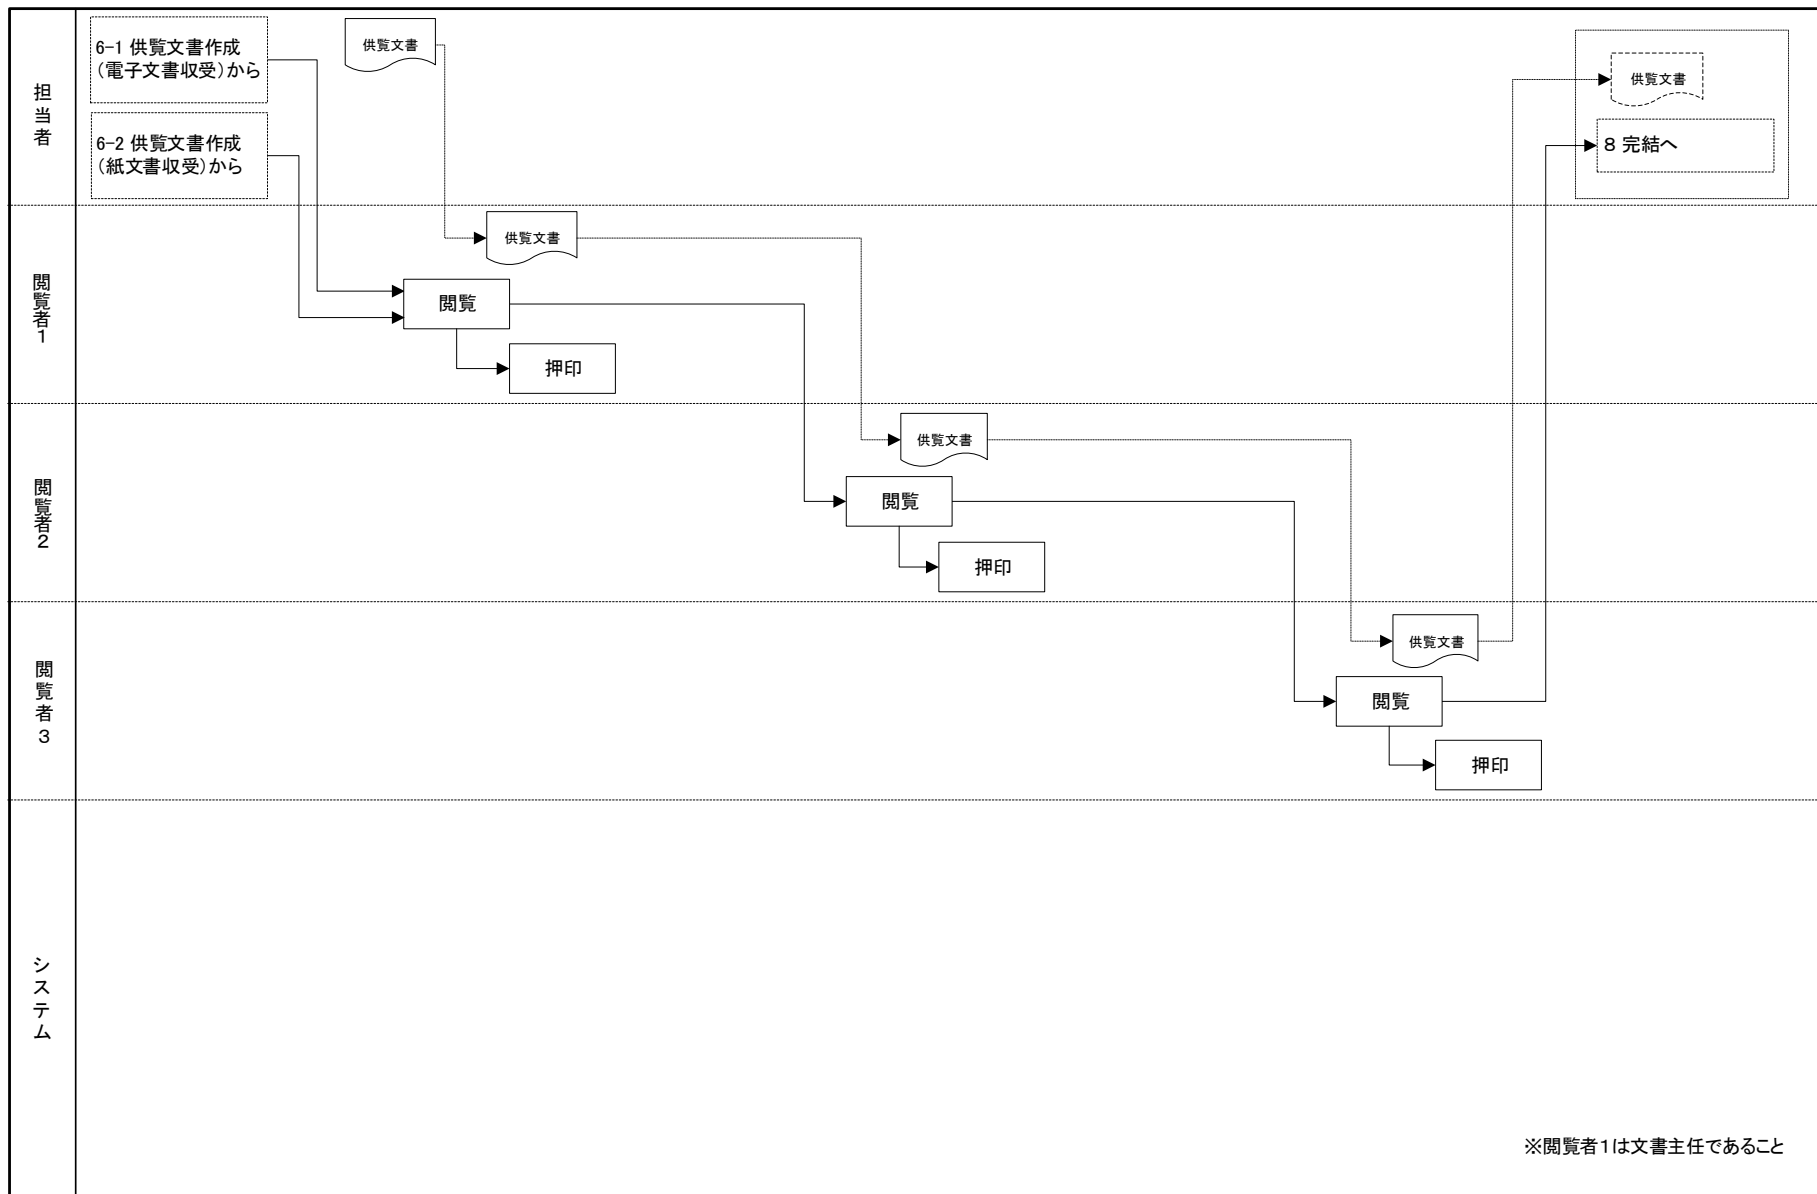 担当者
6-1 供覧文書作成
（電子文書収受）から
6-2 供覧文書作成
（紙文書収受）から
供覧文書
供覧文書
8 完結へ
閲覧者1
供覧文書
閲覧
押印
閲覧者2
供覧文書
閲覧
押印
閲覧者3
供覧文書
閲覧
押印
システム
※閲覧者1は文書主任であること